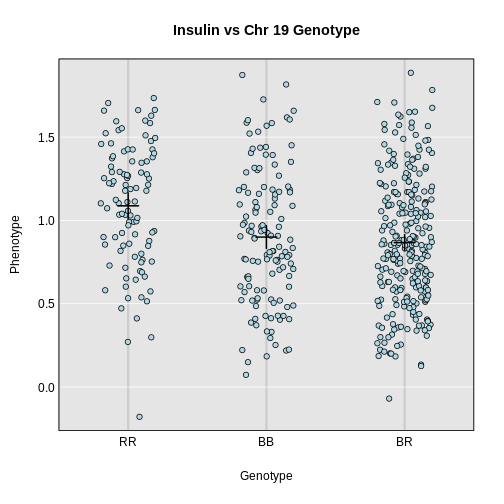 Insulin vs Chr 19 Genotype
Phenotype
1.5
1.0
0.5
0.0
RR BB BR
Genotype